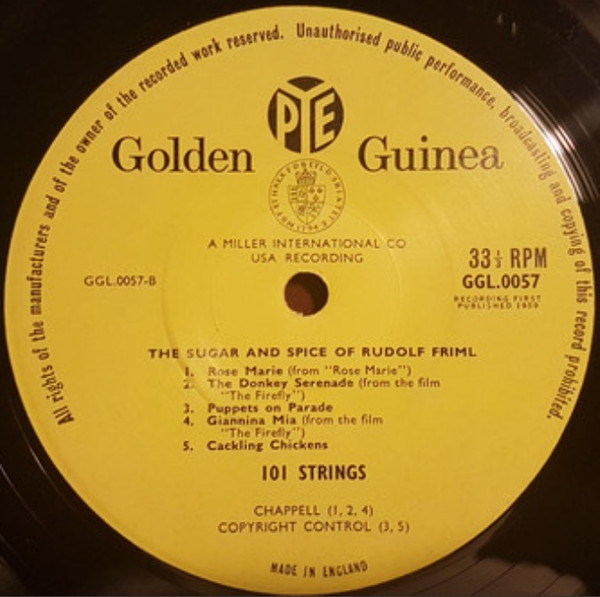 All rights of the manufacturers and of the owner of the recorded work reserved. Unauthorised public performance, broadcasting and copying of this record prohibited.
PYE
Golden Guinea
A MILLER INTERNATIONAL CO
USA RECORDING
33⅓ RPM
GGL.0057-B
GGL.0057
RECORDING FIRST
PUBLISHED 1959
THE SUGAR AND SPICE OF RUDOLF FRIML
1. Rose Marie (from "Rose Marie")
2. The Donkey Serenade (from the film
"The Firefly")
3. Puppets on Parade
4. Giannina Mia (from the film
"The Firefly")
5. Cackling Chickens
101 STRINGS
CHAPPELL (1, 2, 4)
COPYRIGHT CONTROL (3, 5)
MADE IN ENGLAND